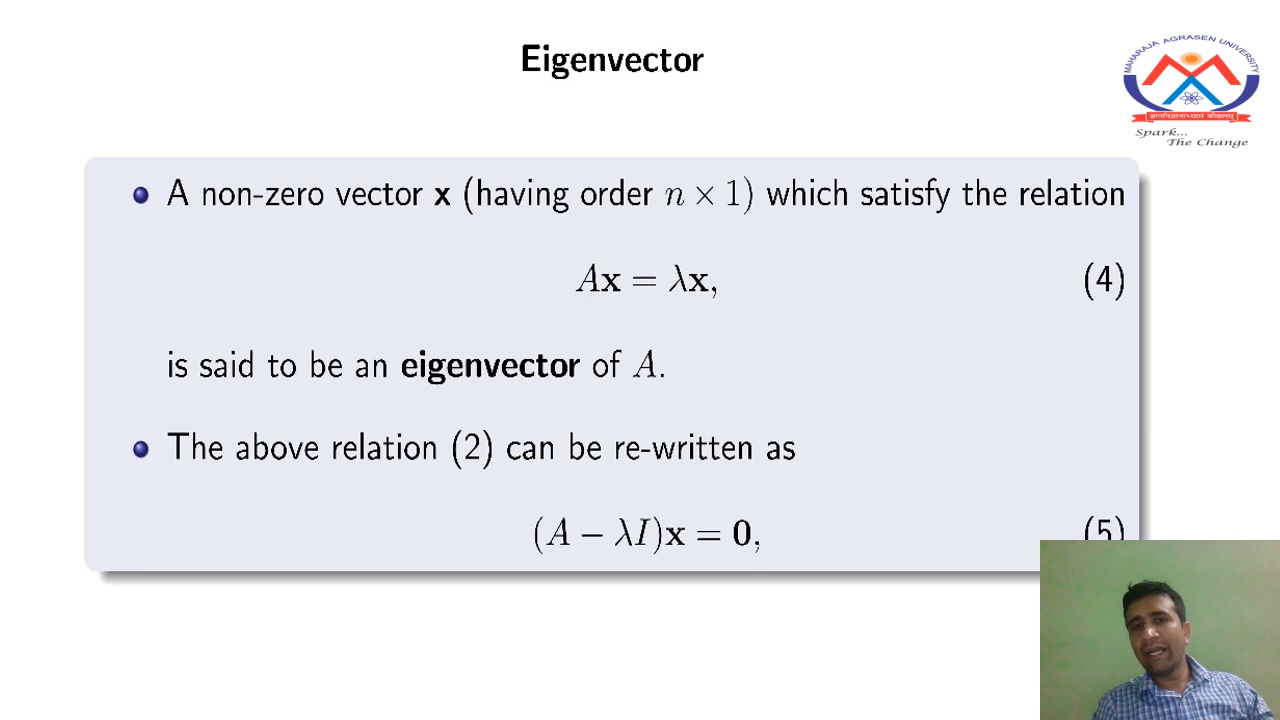 Eigenvector
MAHARAJA AGRASEN UNIVERSITY
ज्ञानविज्ञानाभ्यामं कौशलम्
Spark...
The Change
A non-zero vector x (having order n × 1) which satisfy the relation
Ax = λx, (4)
is said to be an eigenvector of A.
The above relation (2) can be re-written as
(A − λI)x = 0, (5)